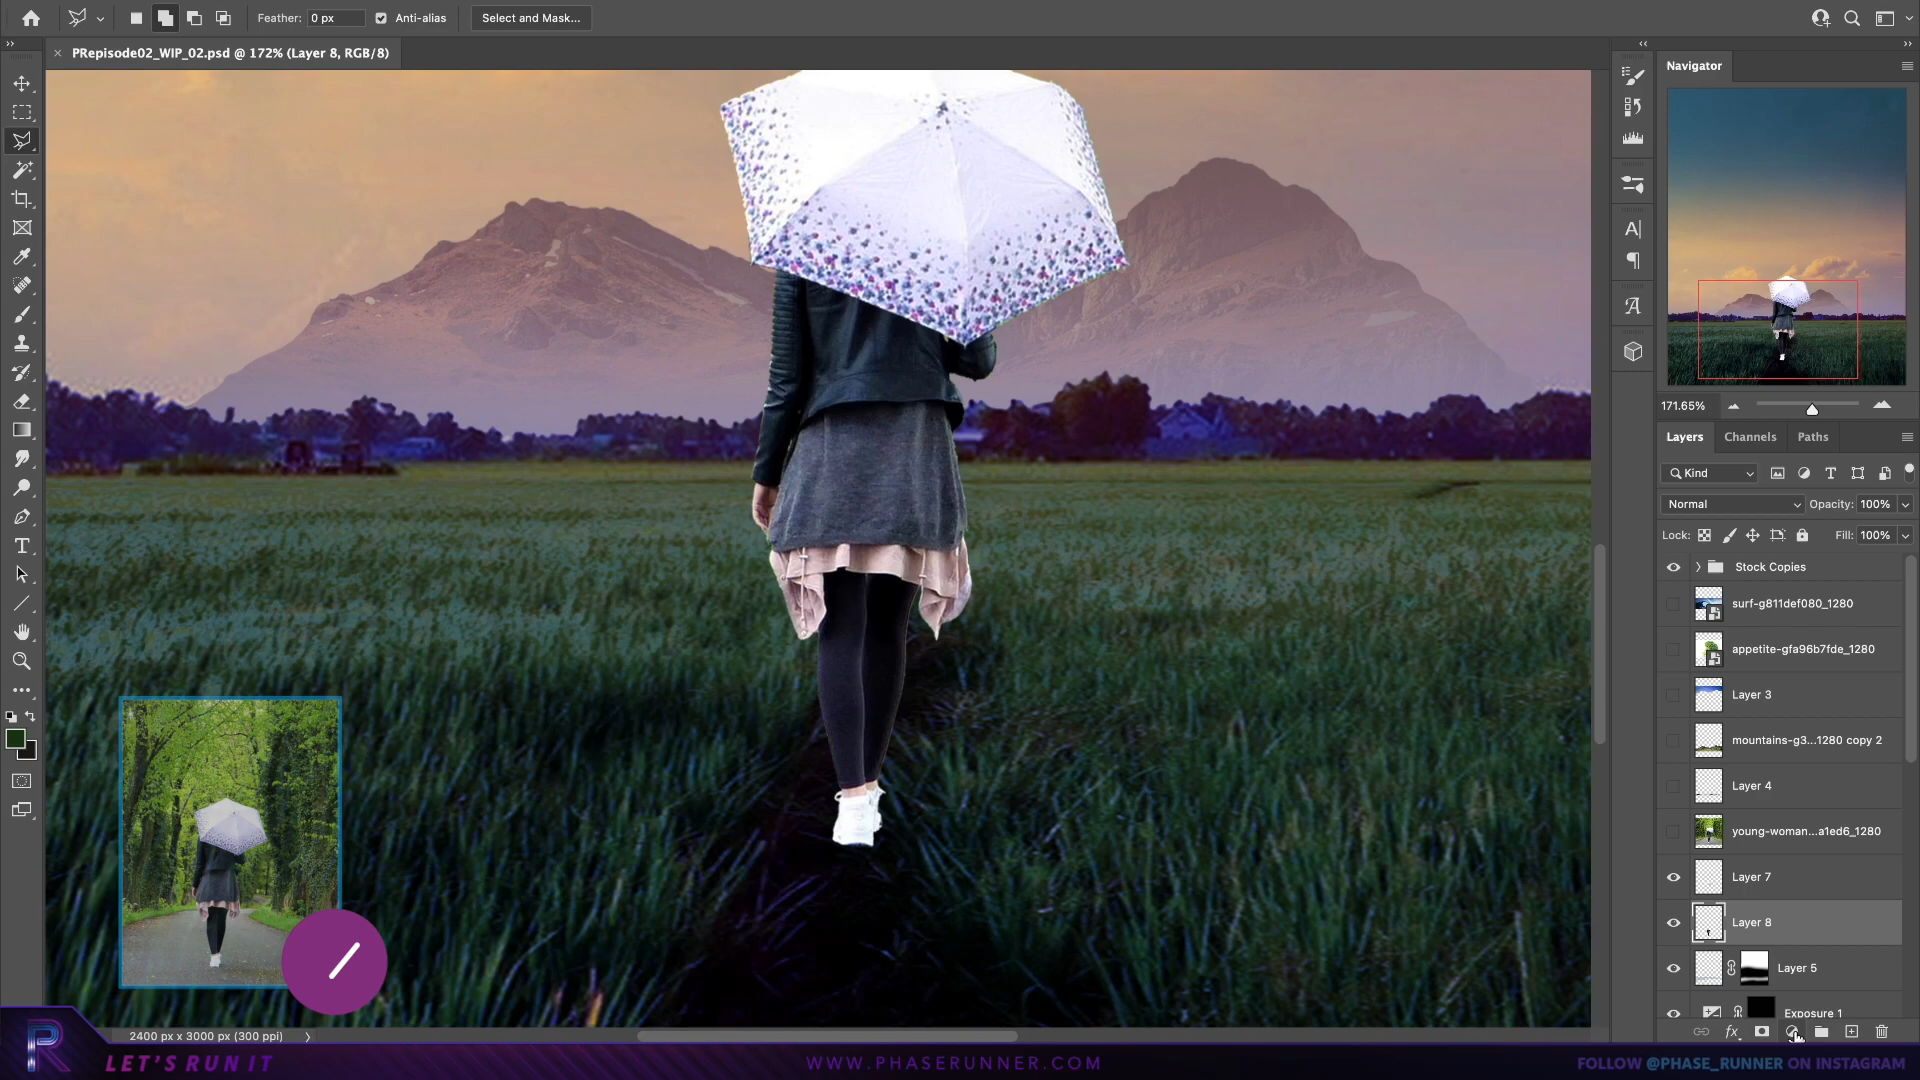 Feather: 0 px Anti-alias Select and Mask...
PRepisode02_WIP_02.psd @ 172% (Layer 8, RGB/8)
Navigator
171.65%
Layers Channels Paths
Kind
Normal Opacity: 100%
Lock: Fill: 100%
Stock Copies
surf-g811def080_1280
appetite-gfa96b7fde_1280
Layer 3
mountains-g3...1280 copy 2
Layer 4
young-woman...a1ed6_1280
Layer 7
Layer 8
Layer 5
Exposure 1
2400 px x 3000 px (300 ppi)
LET'S RUN IT
WWW.PHASERUNNER.COM
FOLLOW @PHASE_RUNNER ON INSTAGRAM